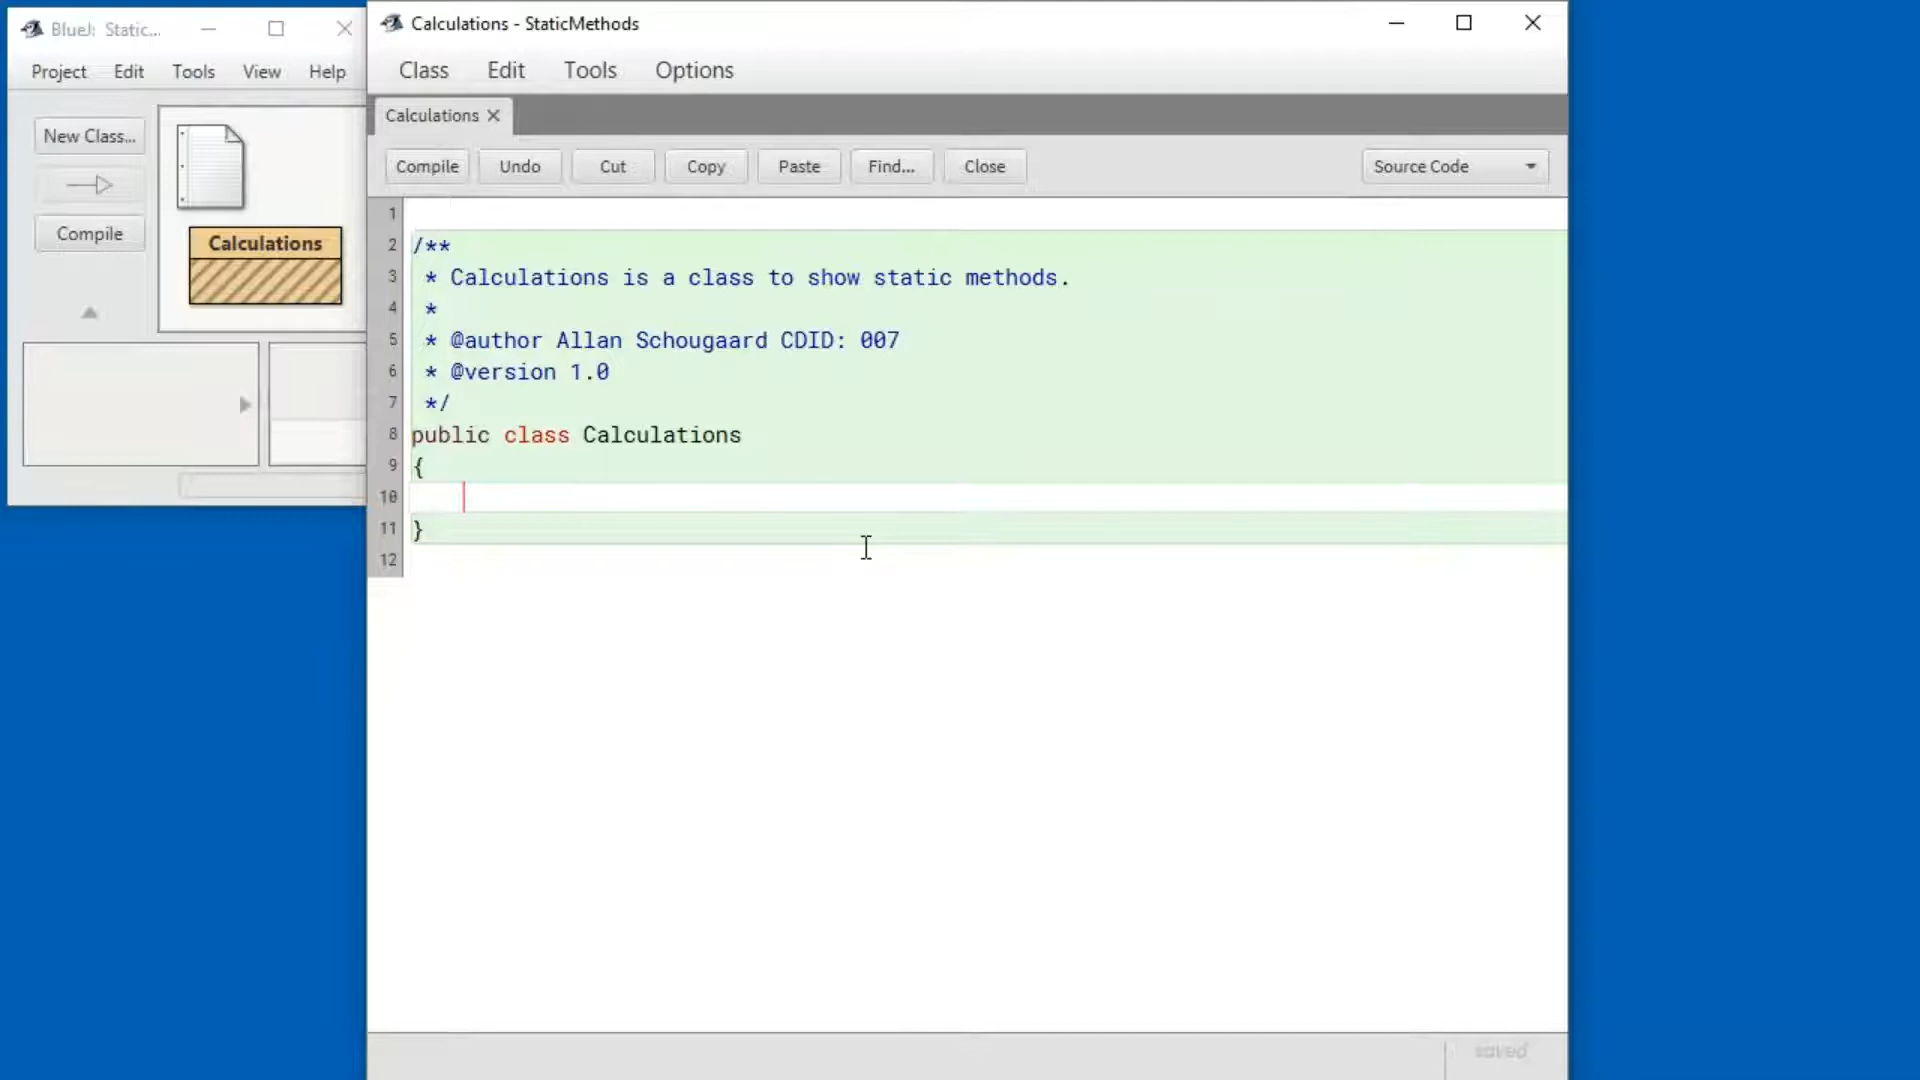 BlueJ: Static...
Project Edit Tools View Help
New Class...
Compile
Calculations
Calculations - StaticMethods
Class Edit Tools Options
Calculations
Compile Undo Cut Copy Paste Find... Close Source Code
1
2 /**
3 * Calculations is a class to show static methods.
4 *
5 * @author Allan Schougaard CDID: 007
6 * @version 1.0
7 */
8 public class Calculations
9 {
10
11 }
12
saved